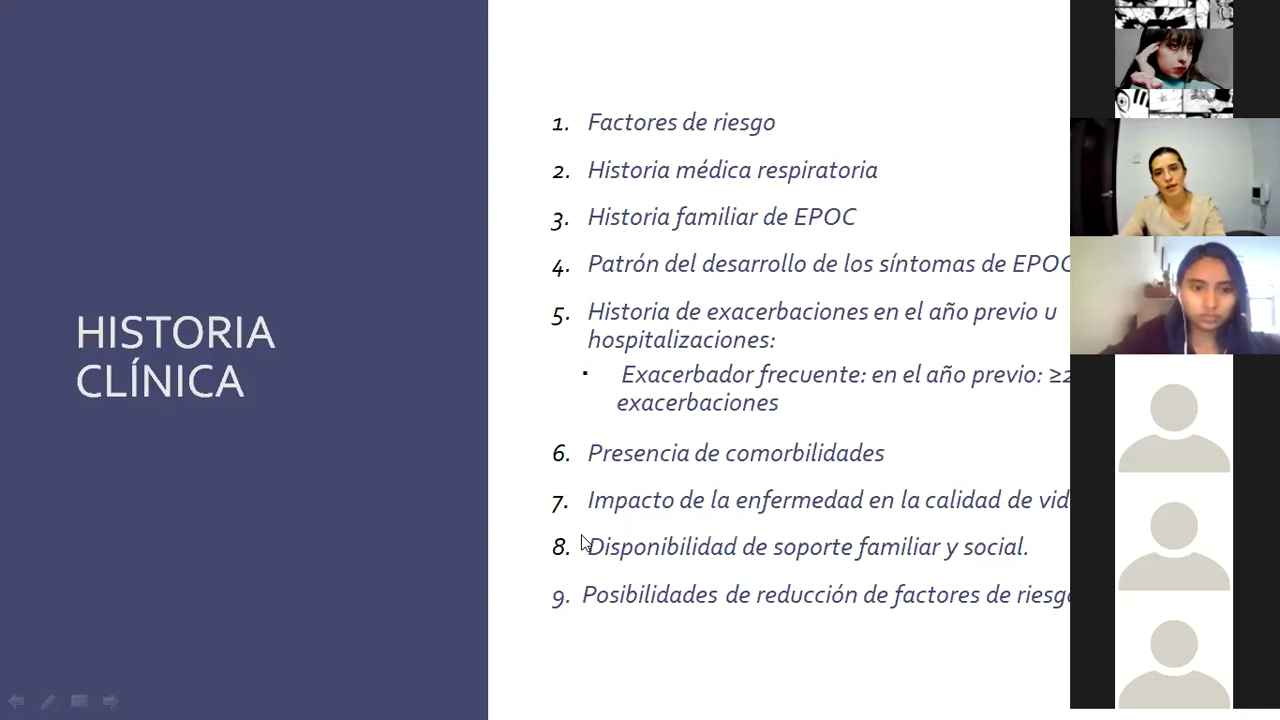 HISTORIA
CLÍNICA
1. Factores de riesgo
2. Historia médica respiratoria
3. Historia familiar de EPOC
4. Patrón del desarrollo de los síntomas de EPOC
5. Historia de exacerbaciones en el año previo u
hospitalizaciones:
▪ Exacerbador frecuente: en el año previo: ≥2
exacerbaciones
6. Presencia de comorbilidades
7. Impacto de la enfermedad en la calidad de vid
8. Disponibilidad de soporte familiar y social.
9. Posibilidades de reducción de factores de riesgo